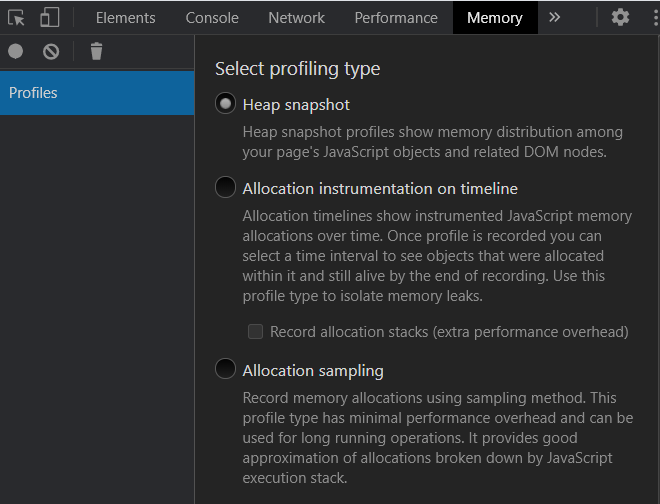 Elements Console Network Performance Memory
Profiles
Select profiling type
Heap snapshot
Heap snapshot profiles show memory distribution among
your page's JavaScript objects and related DOM nodes.
Allocation instrumentation on timeline
Allocation timelines show instrumented JavaScript memory
allocations over time. Once profile is recorded you can
select a time interval to see objects that were allocated
within it and still alive by the end of recording. Use this
profile type to isolate memory leaks.
Record allocation stacks (extra performance overhead)
Allocation sampling
Record memory allocations using sampling method. This
profile type has minimal performance overhead and can be
used for long running operations. It provides good
approximation of allocations broken down by JavaScript
execution stack.